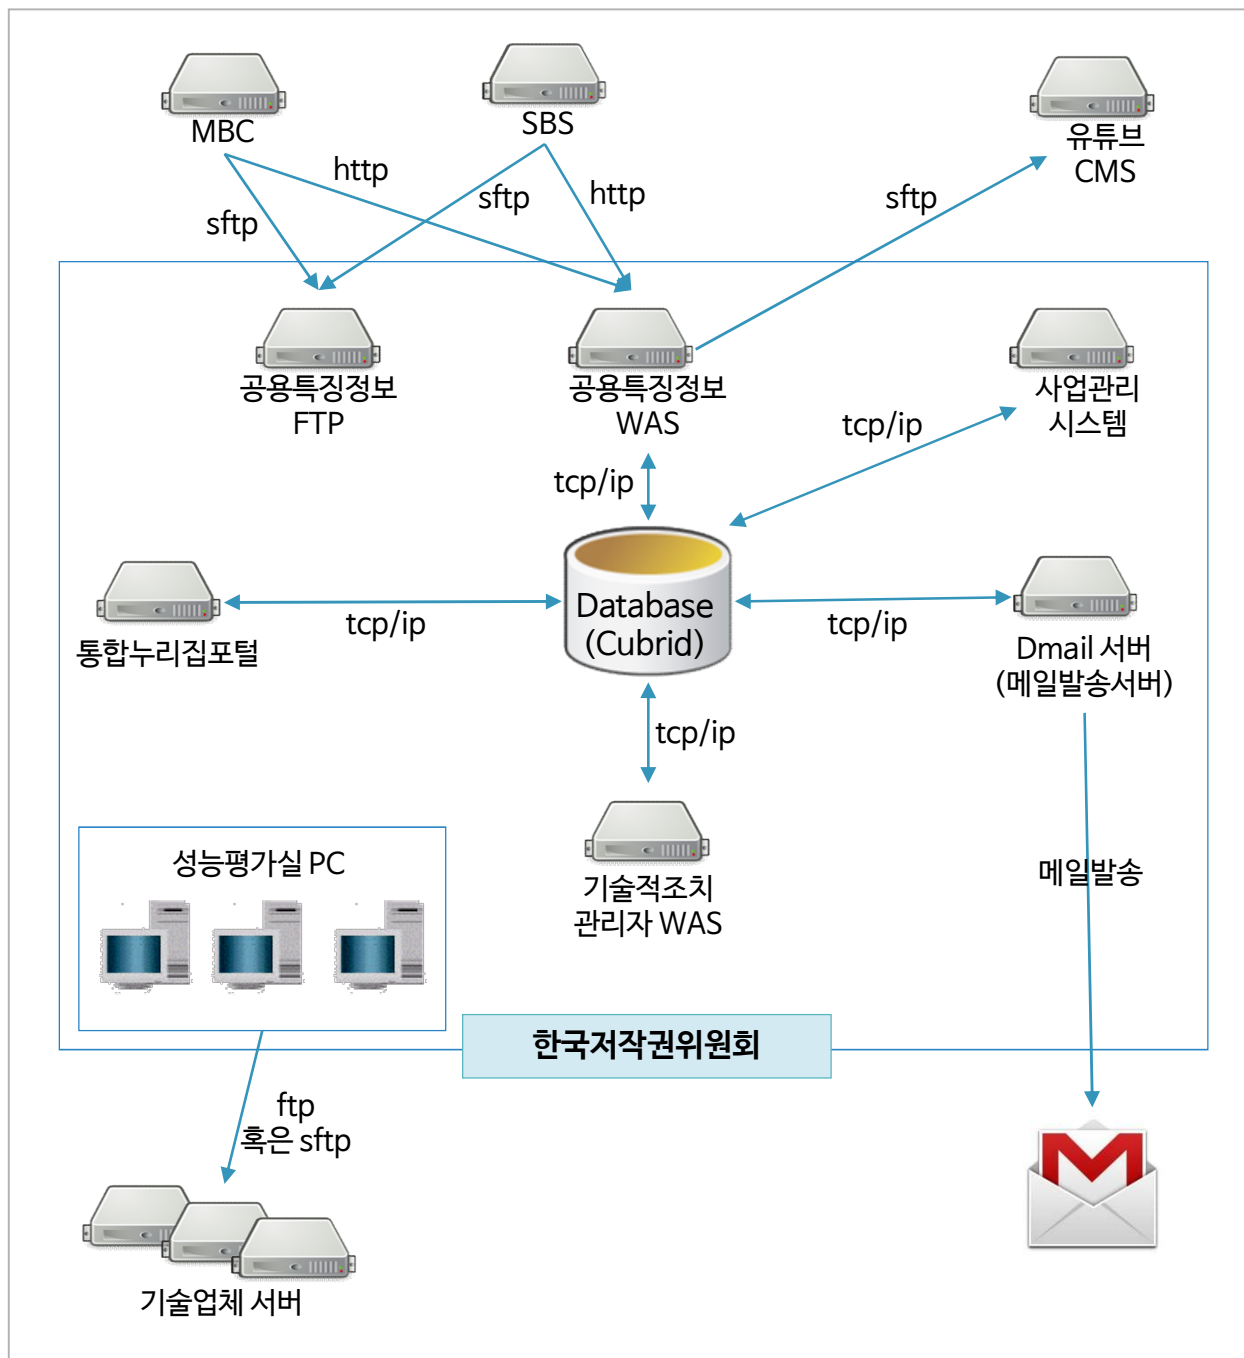 MBC
SBS
유튜브
CMS
http
sftp
http
sftp
sftp
공용특징정보
FTP
공용특징정보
WAS
사업관리
시스템
tcp/ip
tcp/ip
Database
(Cubrid)
통합누리집포털
tcp/ip
tcp/ip
Dmail 서버
(메일발송서버)
tcp/ip
성능평가실 PC
기술적조치
관리자 WAS
메일발송
한국저작권위원회
ftp
혹은 sftp
기술업체 서버